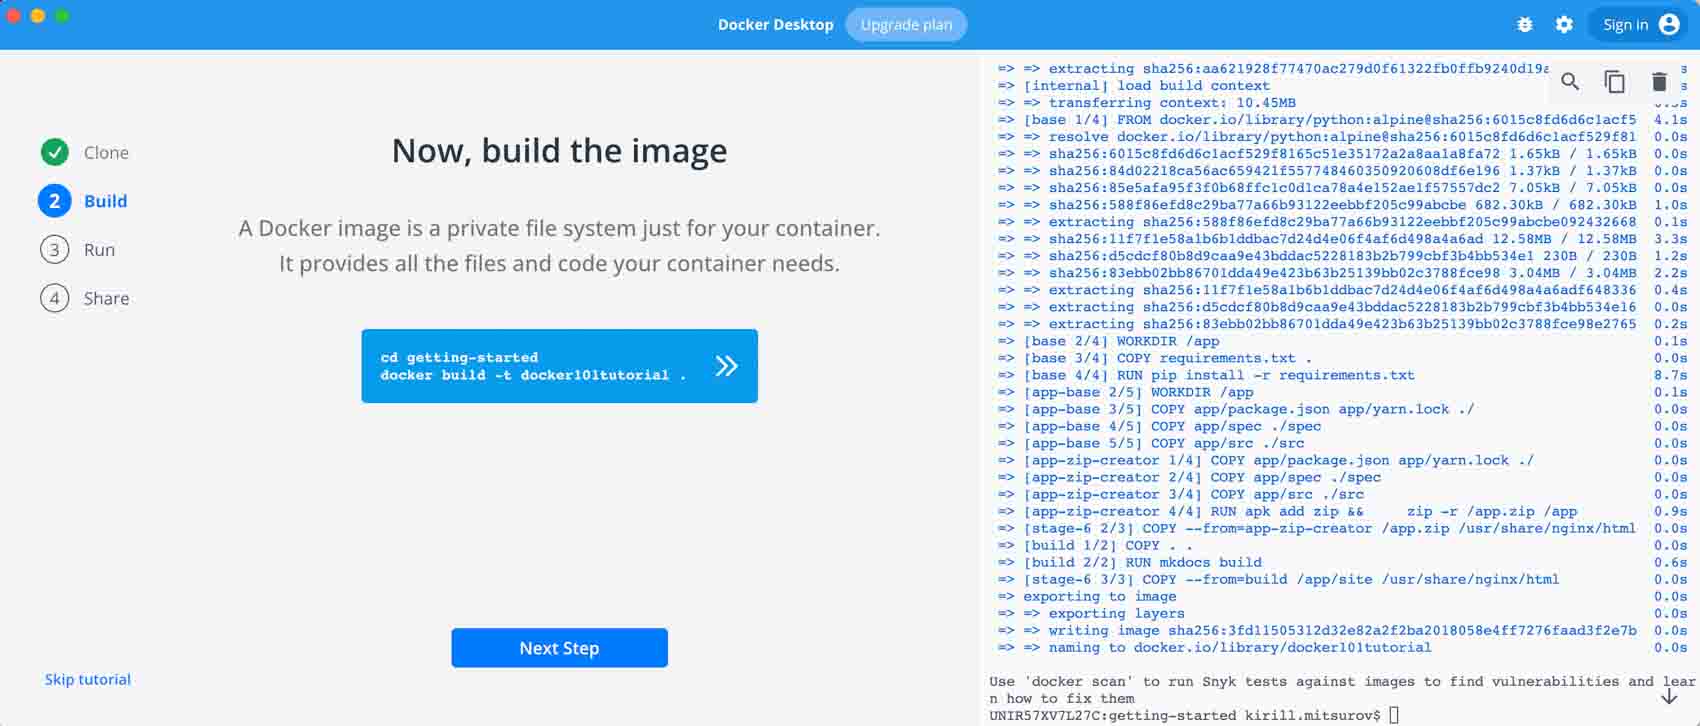 Docker Desktop
Upgrade plan
Sign in
Clone
2 Build
3 Run
4 Share
Now, build the image
A Docker image is a private file system just for your container.
It provides all the files and code your container needs.
cd getting-started
docker build -t docker101tutorial .
Next Step
Skip tutorial
=> => extracting sha256:aa621928f77470ac279d0f61322fb0ffb9240d19a
=> [internal] load build context
=> => transferring context: 10.45MB
=> [base 1/4] FROM docker.io/library/python:alpine@sha256:6015c8fd6d6c1acf5 4.1s
=> => resolve docker.io/library/python:alpine@sha256:6015c8fd6d6c1acf529f81 0.0s
=> => sha256:6015c8fd6d6c1acf529f8165c51e35172a2a8aa1a8fa72 1.65kB / 1.65kB 0.0s
=> => sha256:84d02218ca56ac659421f557748460350920608df6e196 1.37kB / 1.37kB 0.0s
=> => sha256:85e5afa95f3f0b68ffc1c0d1ca78a4e152ae1f57557dc2 7.05kB / 7.05kB 0.0s
=> => sha256:588f86efd8c29ba77a66b93122eebbf205c99abcbe 682.30kB / 682.30kB 1.0s
=> => extracting sha256:588f86efd8c29ba77a66b93122eebbf205c99abcbe092432668 0.1s
=> => sha256:11f7f1e58a1b6b1ddbac7d24d4e06f4af6d498a4a6ad 12.58MB / 12.58MB 3.3s
=> => sha256:d5cdcf80b8d9caa9e43bddac5228183b2b799cbf3b4bb534e1 230B / 230B 1.2s
=> => sha256:83ebb02bb86701dda49e423b63b25139bb02c3788fce98 3.04MB / 3.04MB 2.2s
=> => extracting sha256:11f7f1e58a1b6b1ddbac7d24d4e06f4af6d498a4a6adf648336 0.4s
=> => extracting sha256:d5cdcf80b8d9caa9e43bddac5228183b2b799cbf3b4bb534e16 0.0s
=> => extracting sha256:83ebb02bb86701dda49e423b63b25139bb02c3788fce98e2765 0.2s
=> [base 2/4] WORKDIR /app 0.1s
=> [base 3/4] COPY requirements.txt . 0.0s
=> [base 4/4] RUN pip install -r requirements.txt 8.7s
=> [app-base 2/5] WORKDIR /app 0.1s
=> [app-base 3/5] COPY app/package.json app/yarn.lock ./ 0.0s
=> [app-base 4/5] COPY app/spec ./spec 0.0s
=> [app-base 5/5] COPY app/src ./src 0.0s
=> [app-zip-creator 1/4] COPY app/package.json app/yarn.lock ./ 0.0s
=> [app-zip-creator 2/4] COPY app/spec ./spec 0.0s
=> [app-zip-creator 3/4] COPY app/src ./src 0.0s
=> [app-zip-creator 4/4] RUN apk add zip &&     zip -r /app.zip /app 0.9s
=> [stage-6 2/3] COPY --from=app-zip-creator /app.zip /usr/share/nginx/html 0.0s
=> [build 1/2] COPY . . 0.0s
=> [build 2/2] RUN mkdocs build 0.6s
=> [stage-6 3/3] COPY --from=build /app/site /usr/share/nginx/html 0.0s
=> exporting to image 0.0s
=> => exporting layers 0.0s
=> => writing image sha256:3fd11505312d32e82a2f2ba2018058e4ff7276faad3f2e7b 0.0s
=> => naming to docker.io/library/docker101tutorial 0.0s
Use 'docker scan' to run Snyk tests against images to find vulnerabilities and lear
n how to fix them
UNIR57XV7L27C:getting-started kirill.mitsurov$